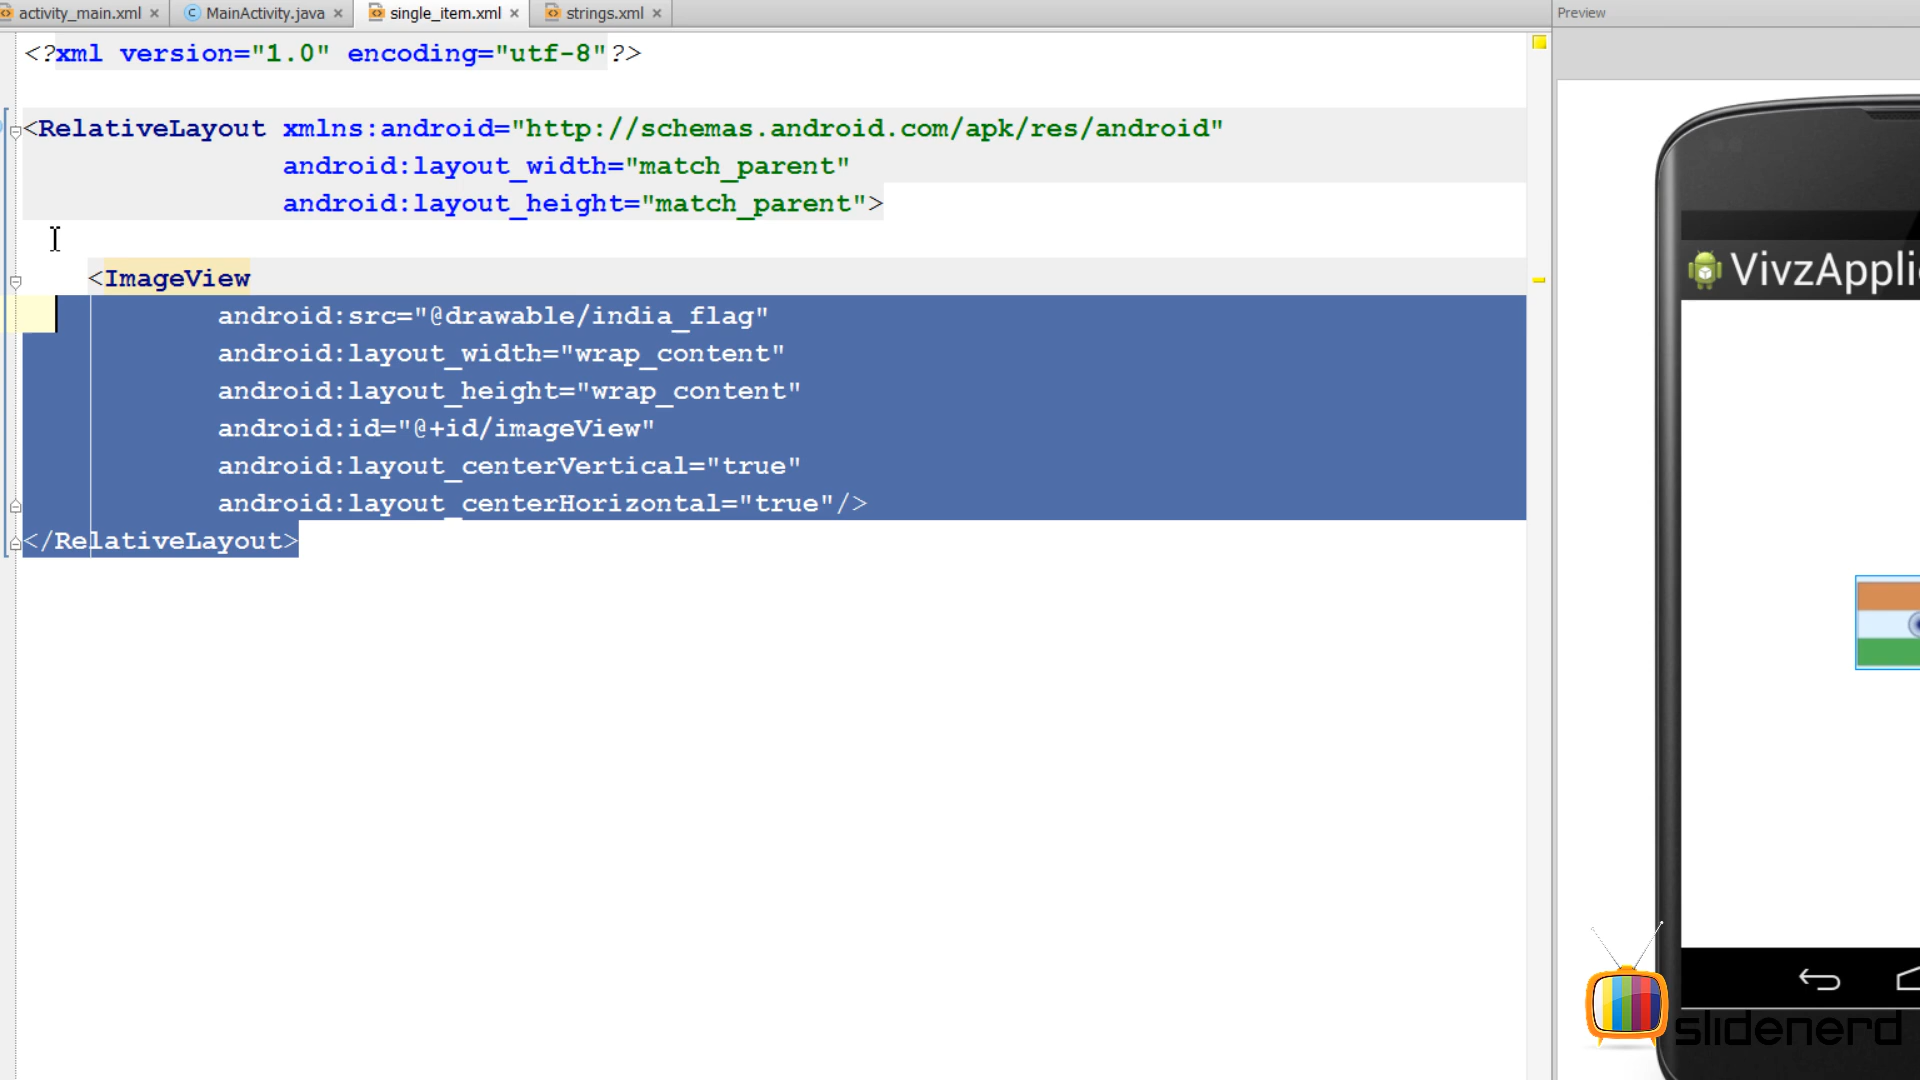 activity_main.xml MainActivity.java single_item.xml strings.xml Preview
<?xml version="1.0" encoding="utf-8"?>
<RelativeLayout xmlns:android="http://schemas.android.com/apk/res/android"
android:layout_width="match_parent"
android:layout_height="match_parent">
<ImageView
android:src="@drawable/india_flag"
android:layout_width="wrap_content"
android:layout_height="wrap_content"
android:id="@+id/imageView"
android:layout_centerVertical="true"
android:layout_centerHorizontal="true"/>
</RelativeLayout>
VivzApplic
slidenerd